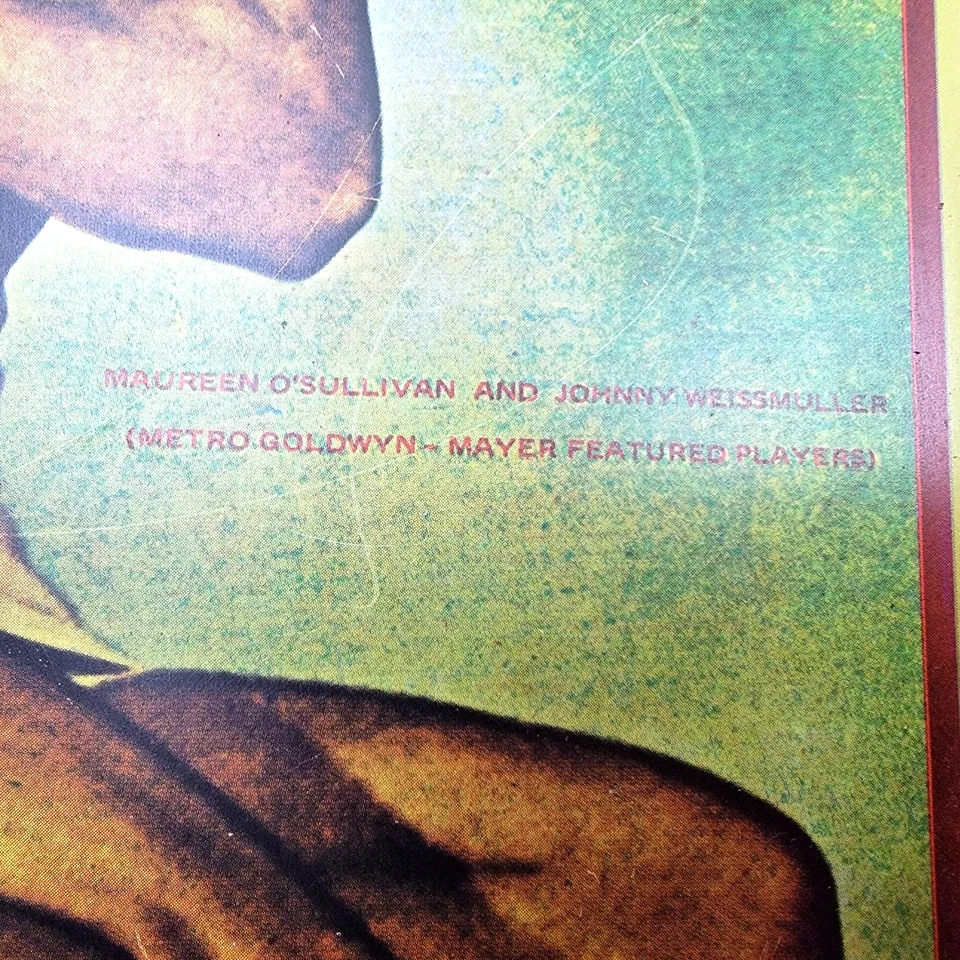 MAUREEN O'SULLIVAN AND JOHNNY WEISSMULLER
(METRO-GOLDWYN-MAYER FEATURED PLAYERS)